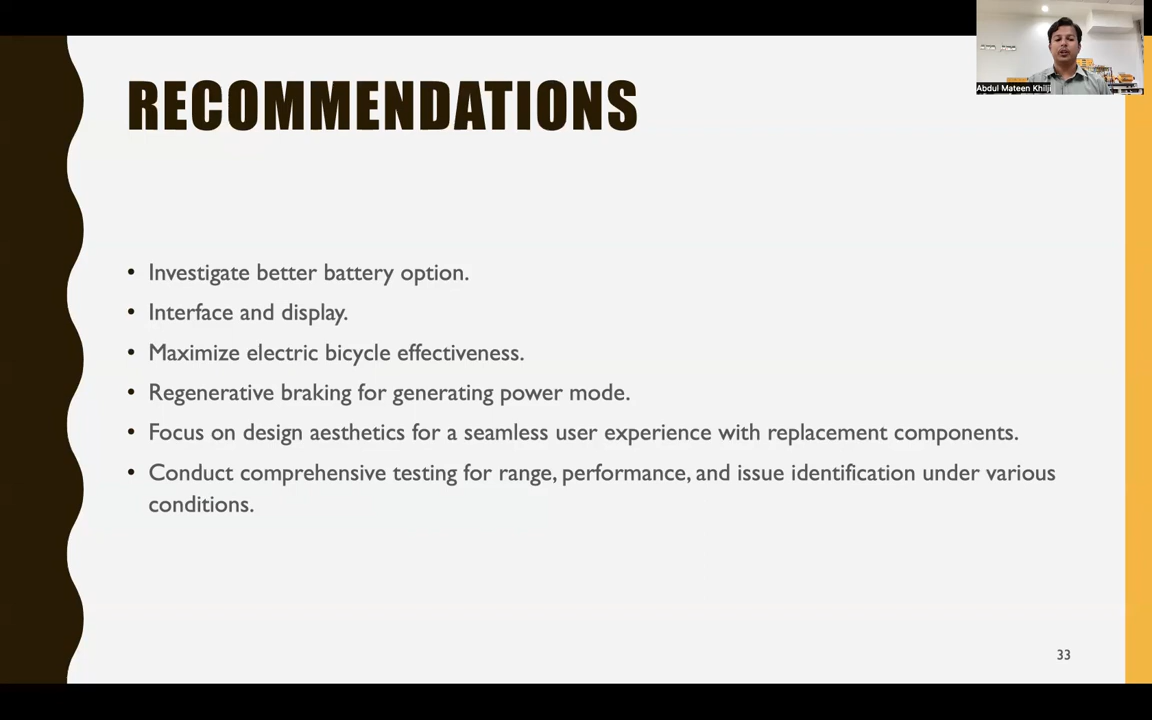 Abdul Mateen Khilji
RECOMMENDATIONS
• Investigate better battery option.
• Interface and display.
• Maximize electric bicycle effectiveness.
• Regenerative braking for generating power mode.
• Focus on design aesthetics for a seamless user experience with replacement components.
• Conduct comprehensive testing for range, performance, and issue identification under various
conditions.
33